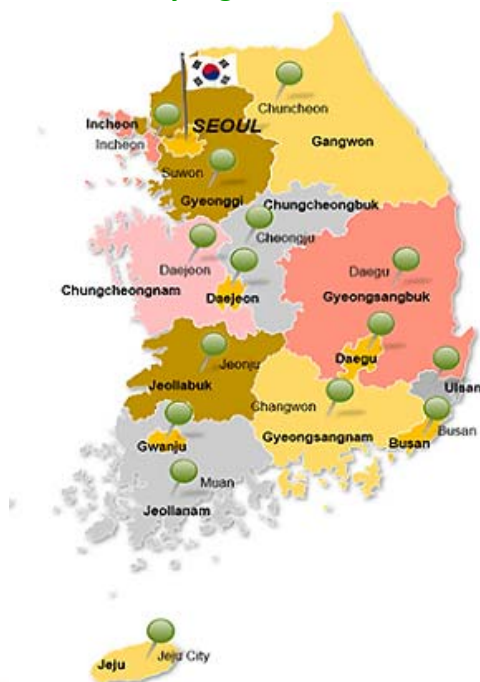 Chuncheon
Incheon
SEOUL
Incheon
Gangwon
Suwon
Gyeonggi
Chungcheongbuk
Cheongju
Daejeon
Daegu
Chungcheongnam
Daejeon
Gyeongsangbuk
Daegu
Jeonju
Jeollabuk
Ulsan
Changwon
Gwanju
Gyeongsangnam
Busan
Busan
Muan
Jeollanam
Jeju City
Jeju